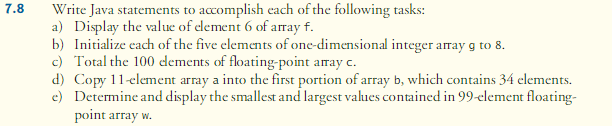 7.8 Write Java statements to accomplish each of the following tasks:
a) Display the value of element 6 of array f.
b) Initialize each of the five elements of one-dimensional integer array g to 8.
c) Total the 100 elements of floating-point array c.
d) Copy 11-element array a into the first portion of array b, which contains 34 elements.
e) Determine and display the smallest and largest values contained in 99-element floating-
point array w.